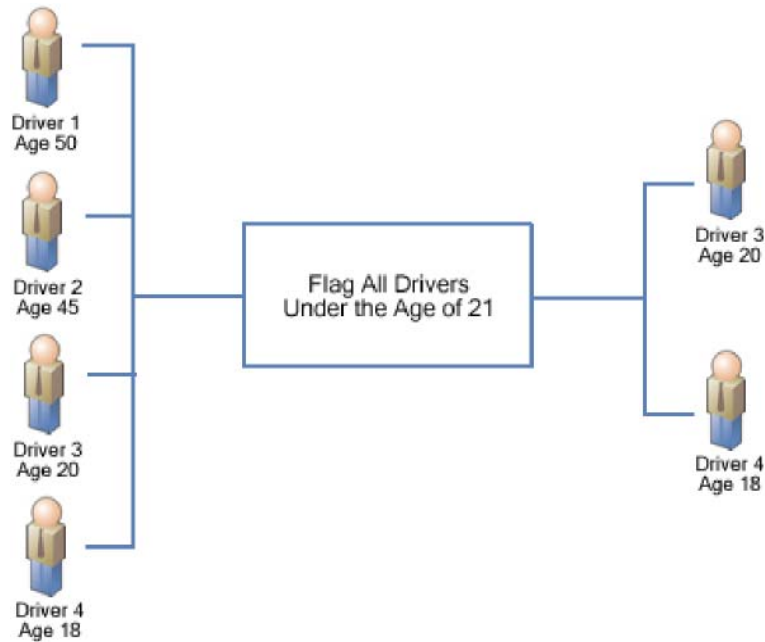 Driver 1
Age 50
Driver 2
Age 45
Driver 3
Age 20
Driver 4
Age 18
Flag All Drivers
Under the Age of 21
Driver 3
Age 20
Driver 4
Age 18